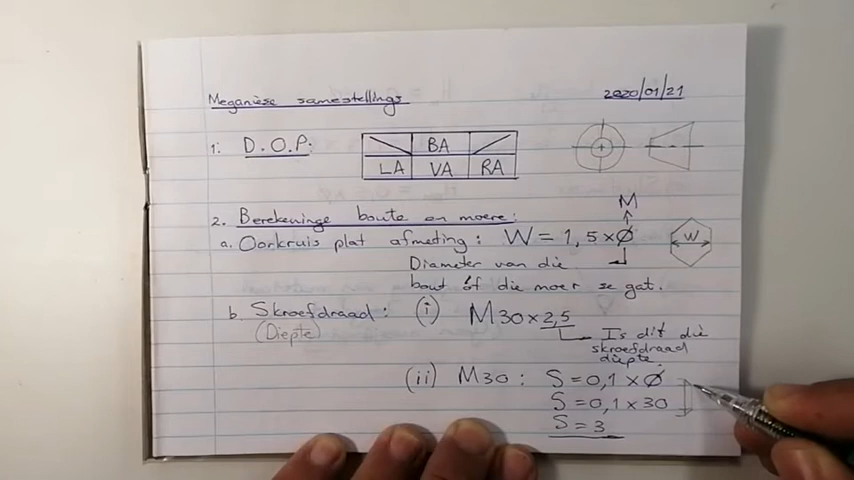 Meganiese samestellings 2020/01/21
1. D.O.P: BA
LA VA RA
M
2. Berekeninge boute en moere:
a. Oorkruis plat afmeting: W = 1,5 × Ø W
Diameter van die
bout óf die moer se gat.
b. Skroefdraad: (i) M30 × 2,5
(Diepte) Is dit die
skroefdraad
diepte.
(ii) M30: S = 0,1 × Ø
S = 0,1 × 30
S = 3